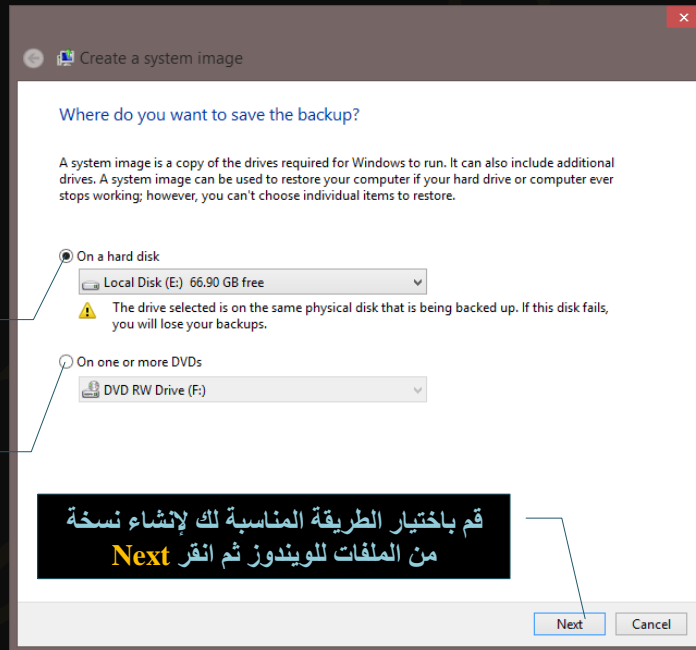 Create a system image
Where do you want to save the backup?
A system image is a copy of the drives required for Windows to run. It can also include additional
drives. A system image can be used to restore your computer if your hard drive or computer ever
stops working; however, you can't choose individual items to restore.
On a hard disk
Local Disk (E:) 66.90 GB free
The drive selected is on the same physical disk that is being backed up. If this disk fails,
you will lose your backups.
On one or more DVDs
DVD RW Drive (F:)
قم باختيار الطريقة المناسبة لك لإنشاء نسخة
من الملفات للويندوز ثم انقر Next
Next Cancel